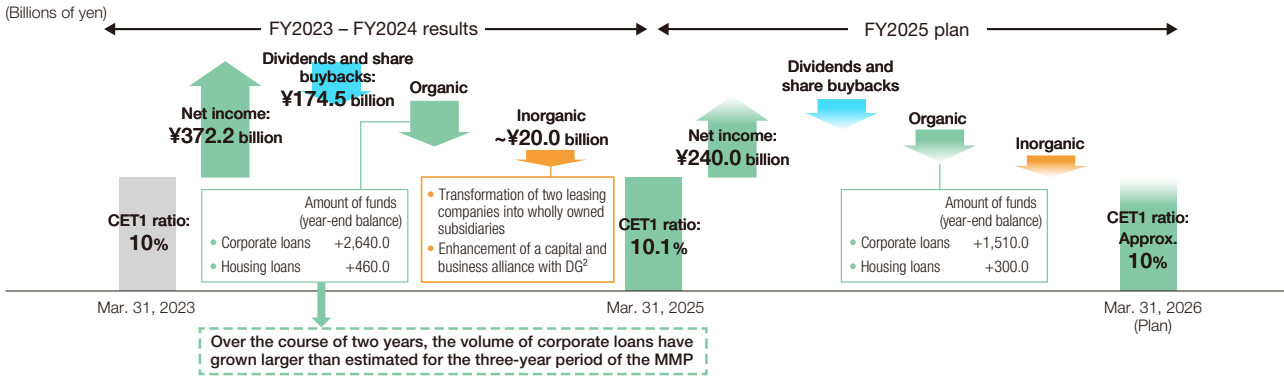 (Billions of yen)
FY2023 – FY2024 results
FY2025 plan
Net income:
¥372.2 billion
Dividends and share
buybacks:
¥174.5 billion
Organic
Inorganic
~¥20.0 billion
Net income:
¥240.0 billion
Dividends and
share buybacks
Organic
Inorganic
CET1 ratio:
10%
Amount of funds
(year-end balance)
• Corporate loans +2,640.0
• Housing loans +460.0
• Transformation of two leasing
companies into wholly owned
subsidiaries
• Enhancement of a capital and
business alliance with DG²
CET1 ratio:
10.1%
Amount of funds
(year-end balance)
• Corporate loans +1,510.0
• Housing loans +300.0
CET1 ratio:
Approx.
10%
Mar. 31, 2023
Mar. 31, 2025
Mar. 31, 2026
(Plan)
Over the course of two years, the volume of corporate loans have
grown larger than estimated for the three-year period of the MMP